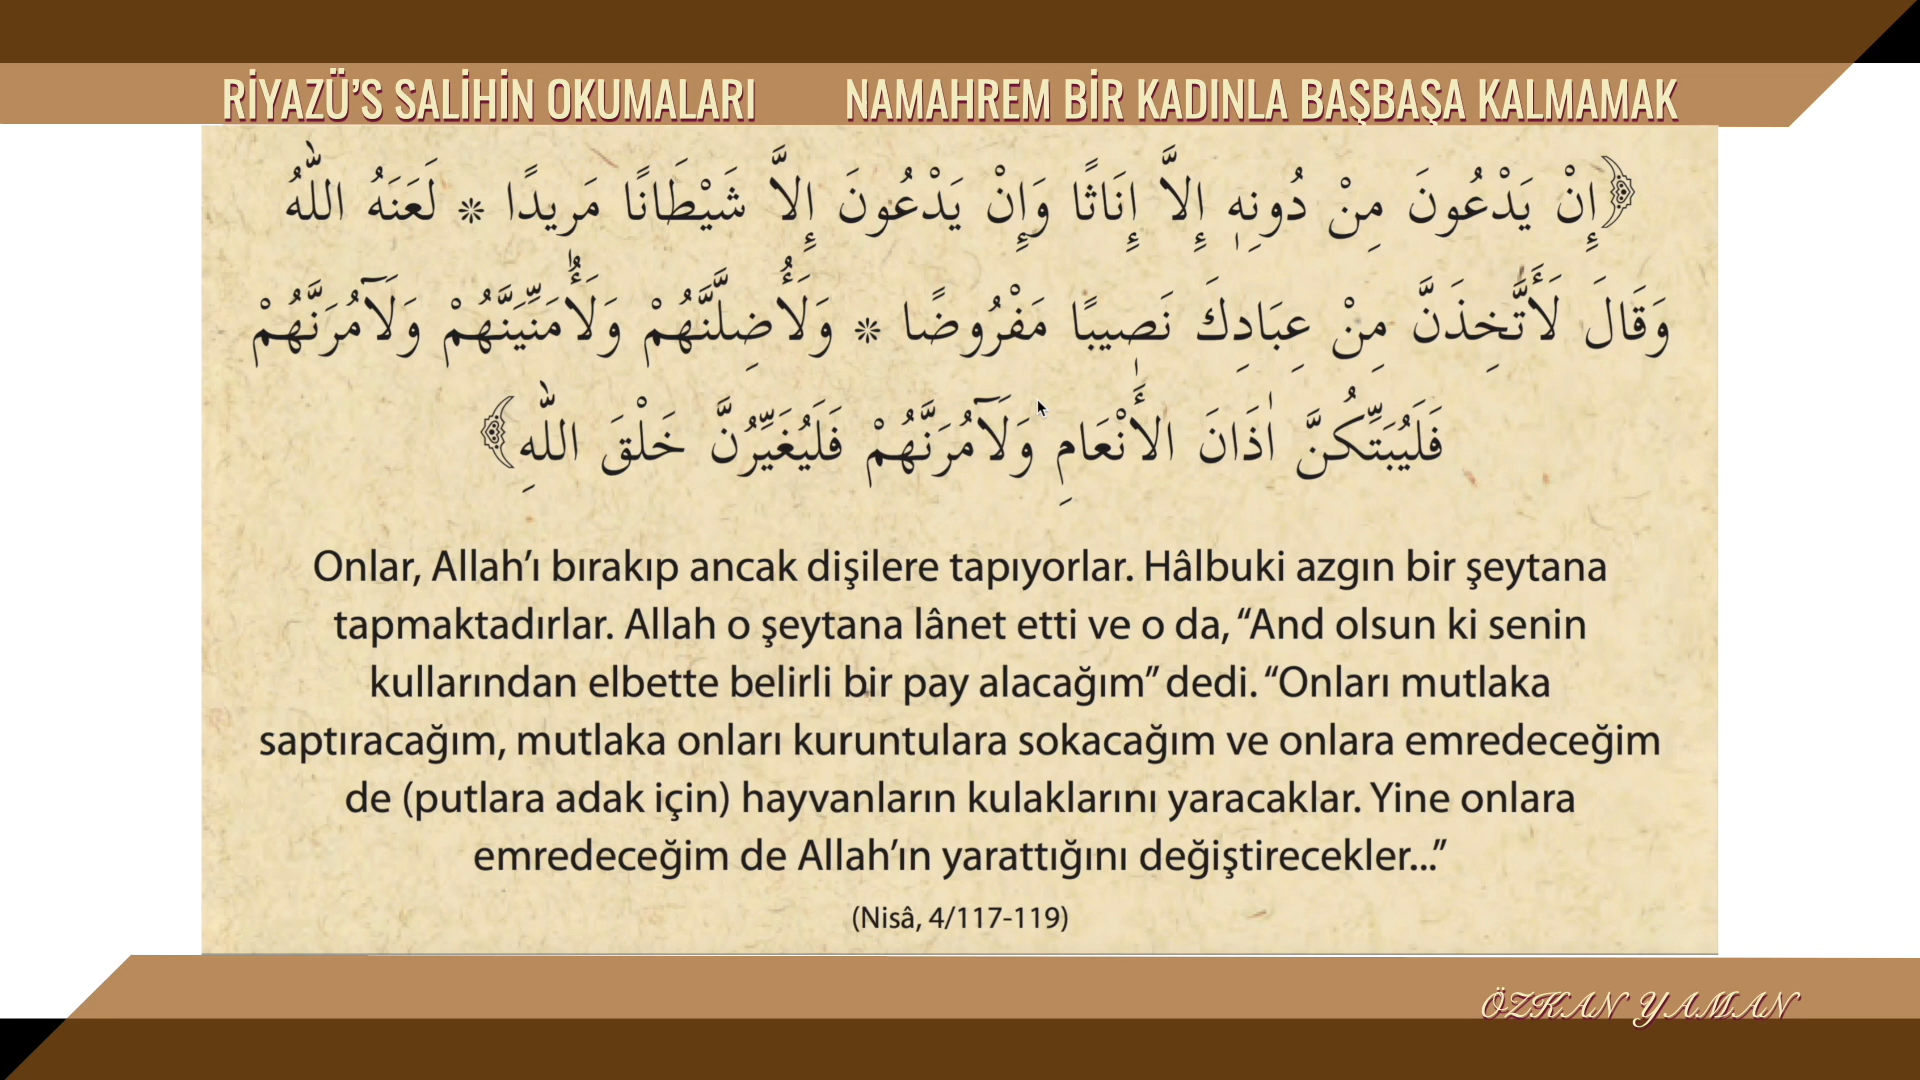 RİYAZÜ’S SALİHİN OKUMALARI NAMAHREM BİR KADINLA BAŞBAŞA KALMAMAK
﴿إِنْ يَدْعُونَ مِنْ دُونِهٖ إِلاَّ إِنَاثًا وَإِنْ يَدْعُونَ إِلاَّ شَيْطَانًا مَرِيدًا * لَعَنَهُ اللّٰهُ
وَقَالَ لَأَتَّخِذَنَّ مِنْ عِبَادِكَ نَصٖيبًا مَفْرُوضًا * وَلَأُضِلَّنَّهُمْ وَلَأُمَنِّيَنَّهُمْ وَلَآمُرَنَّهُمْ
فَلَيُبَتِّكُنَّ اٰذَانَ الأَنْعَامِ وَلَآمُرَنَّهُمْ فَلَيُغَيِّرُنَّ خَلْقَ اللّٰهِ﴾
Onlar, Allah’ı bırakıp ancak dişilere tapıyorlar. Hâlbuki azgın bir şeytana
tapmaktadırlar. Allah o şeytana lânet etti ve o da, “And olsun ki senin
kullarından elbette belirli bir pay alacağım” dedi. “Onları mutlaka
saptıracağım, mutlaka onları kuruntulara sokacağım ve onlara emredeceğim
de (putlara adak için) hayvanların kulaklarını yaracaklar. Yine onlara
emredeceğim de Allah’ın yarattığını değiştirecekler...”
(Nisâ, 4/117-119)
ÖZKAN YAMAN